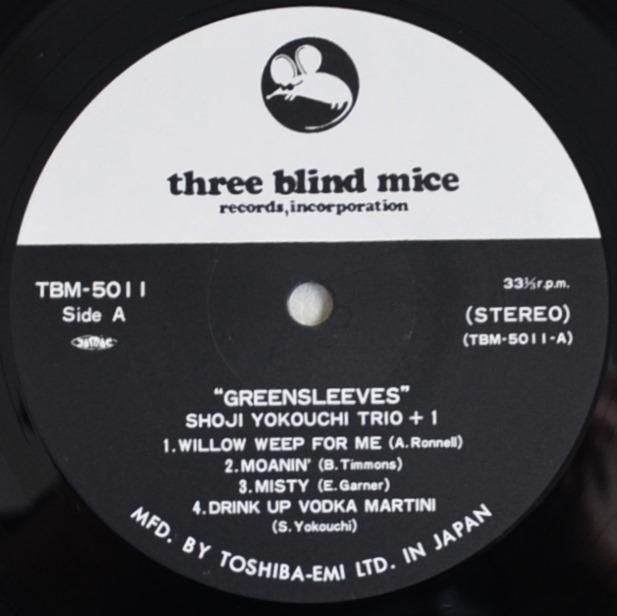 three blind mice
records, incorporation
TBM-5011
33⅓r.p.m.
Side A
(STEREO)
(TBM-5011-A)
"GREENSLEEVES"
SHOJI YOKOUCHI TRIO + 1
1. WILLOW WEEP FOR ME (A. Ronnell)
2. MOANIN' (B. Timmons)
3. MISTY (E. Garner)
4. DRINK UP VODKA MARTINI
(S. Yokouchi)
MFD. BY TOSHIBA-EMI LTD. IN JAPAN